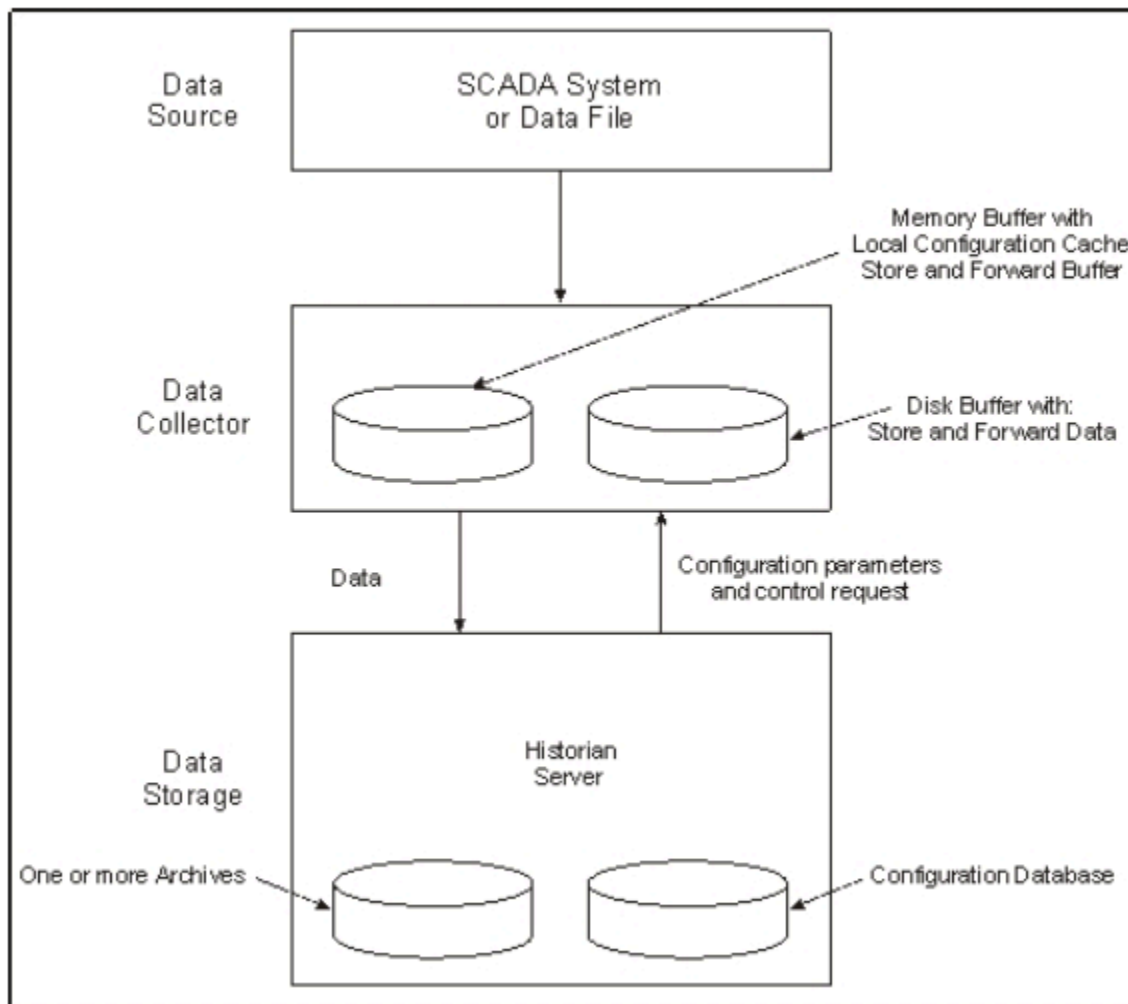 Data
Source
SCADA System
or Data File
Memory Buffer with
Local Configuration Cache
Store and Forward Buffer
Data
Collector
Disk Buffer with:
Store and Forward Data
Data
Configuration parameters
and control request
Data
Storage
Historian
Server
One or more Archives
Configuration Database